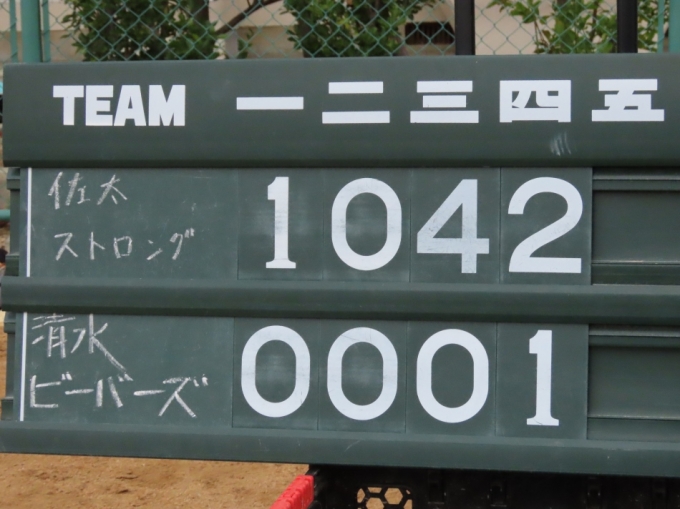 TEAM 一 二 三 四 五
佐太
ストロング 1 0 4 2
清水
ビーバーズ 0 0 0 1